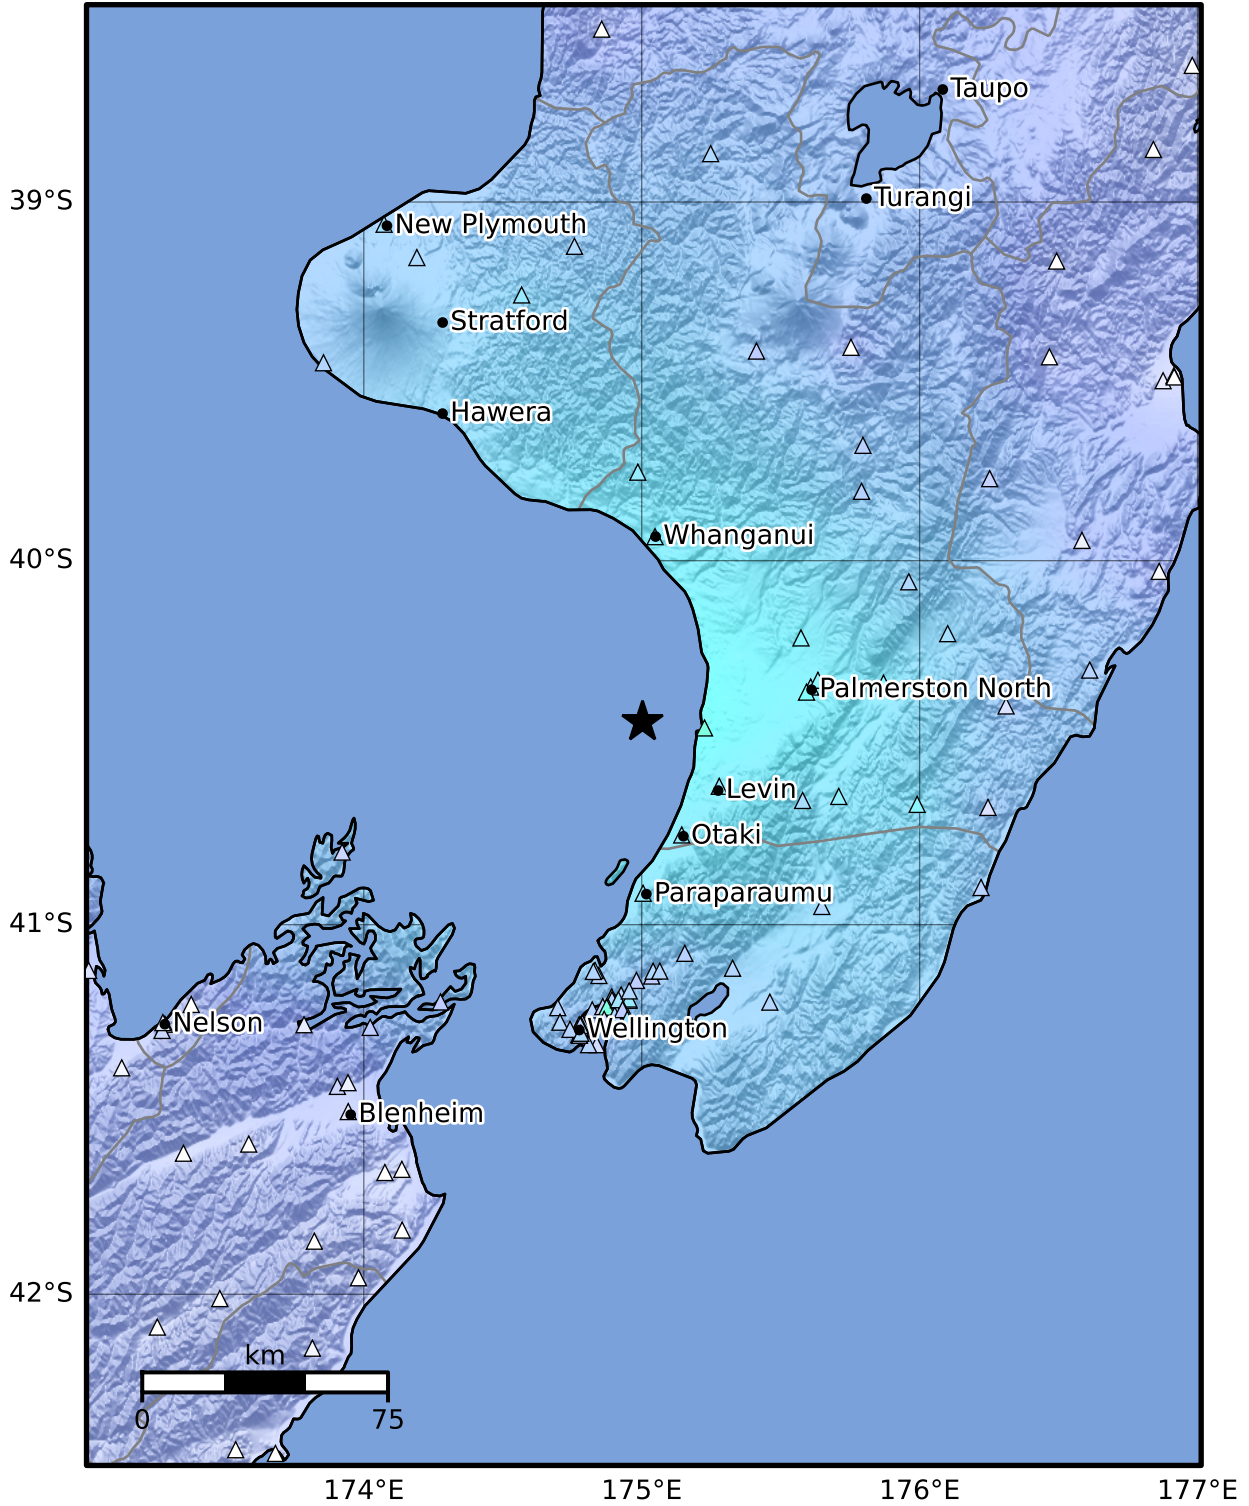 Taupo
39°S
Turangi
New Plymouth
Stratford
Hawera
Whanganui
40°S
Palmerston North
Levin
Otaki
Paraparaumu
41°S
Nelson
Wellington
Blenheim
42°S
km
0
75
174°E
175°E
176°E
177°E